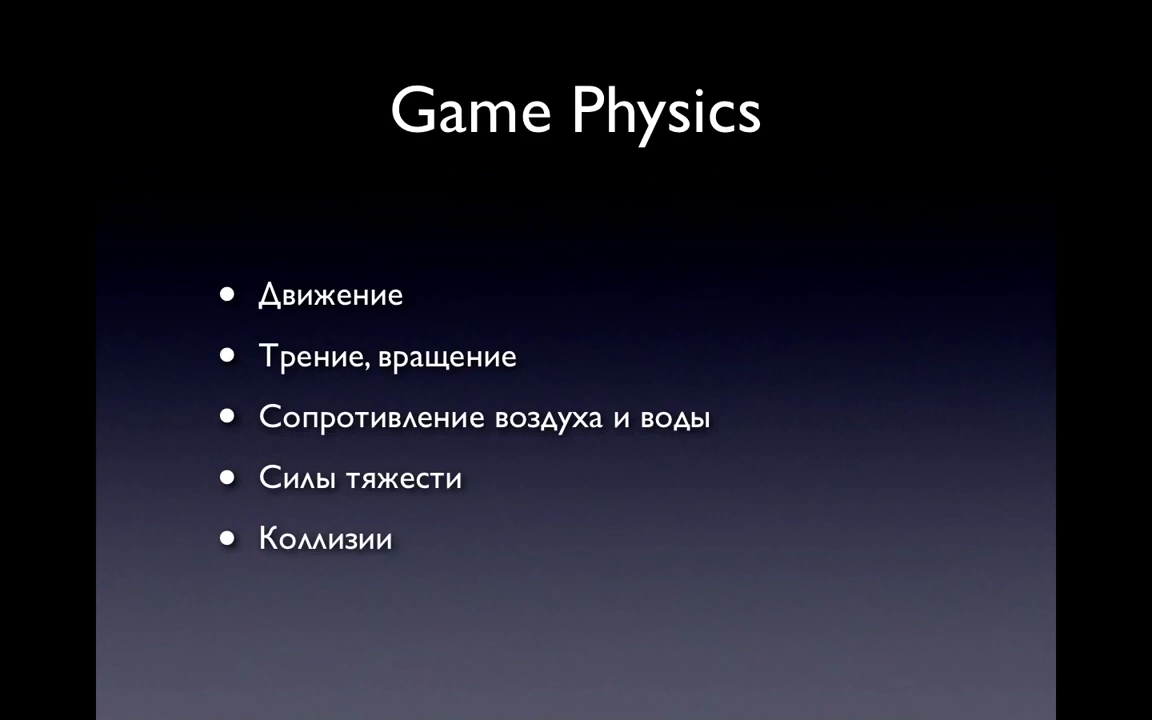 Game Physics
• Движение
• Трение, вращение
• Сопротивление воздуха и воды
• Силы тяжести
• Коллизии